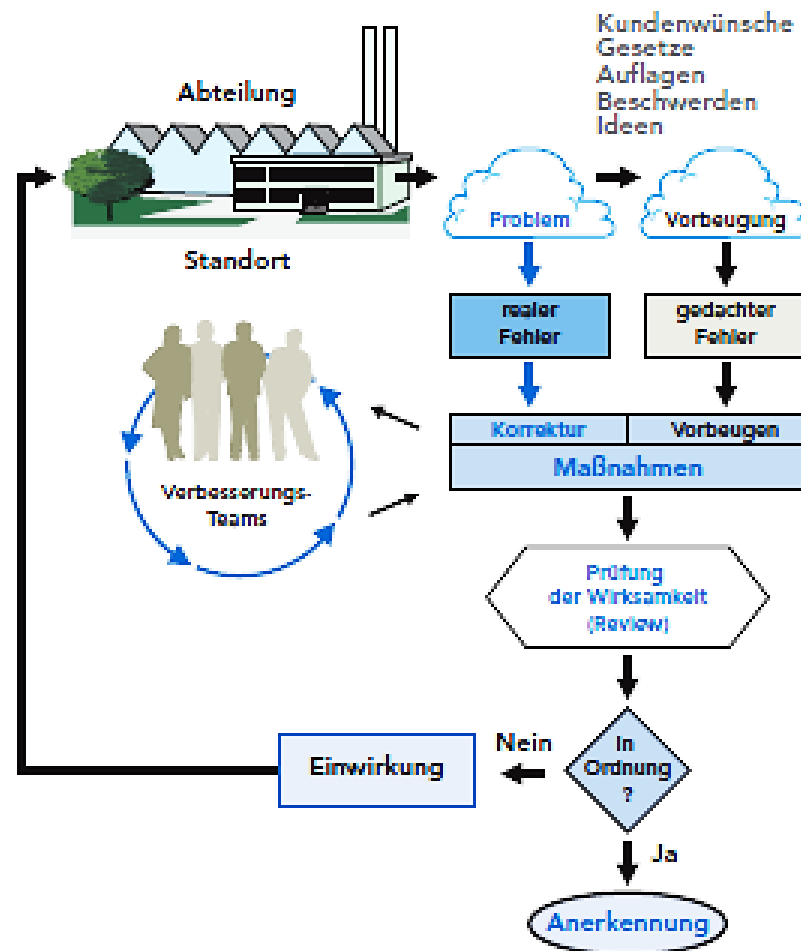 Kundenwünsche
Gesetze
Auflagen
Beschwerden
Ideen
Abteilung
Standort
Problem
Vorbeugung
realer
Fehler
gedachter
Fehler
Korrektur
Vorbeugen
Maßnahmen
Verbesserungs-
Teams
Prüfung
der Wirksamkeit
(Review)
In
Ordnung
?
Nein
Einwirkung
Ja
Anerkennung